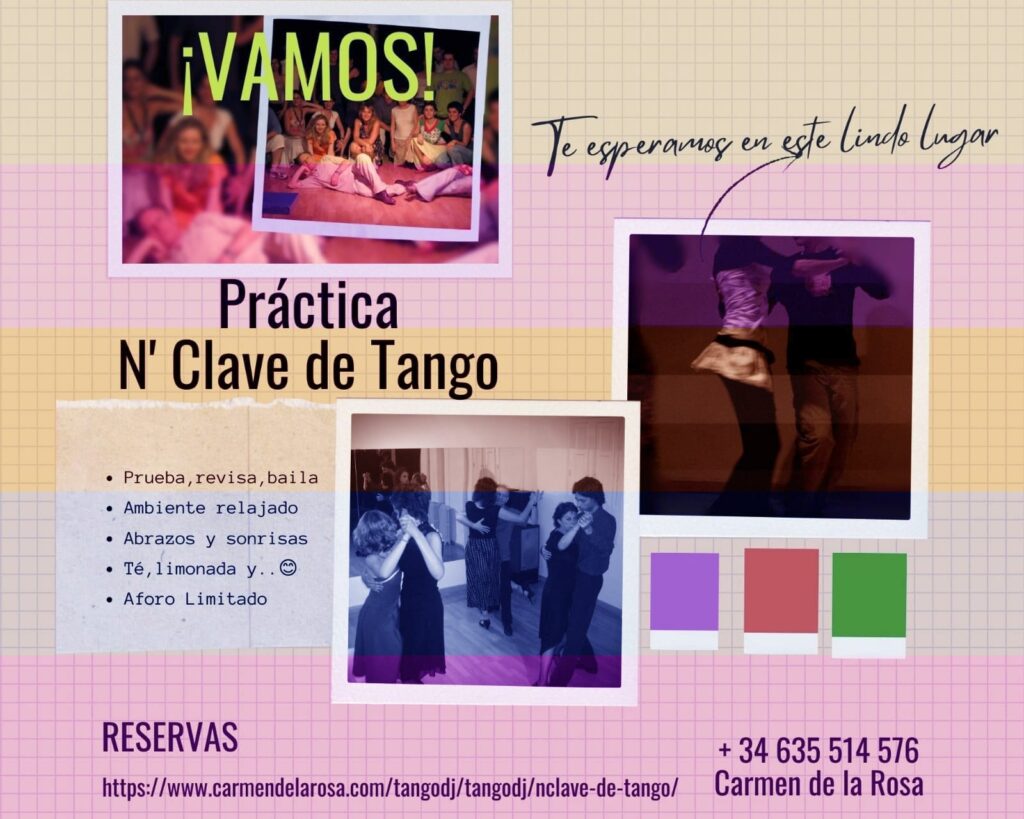 ¡VAMOS!
Te esperamos en este lindo lugar
Práctica
N' Clave de Tango
• Prueba,revisa,baila
• Ambiente relajado
• Abrazos y sonrisas
• Té,limonada y..😊
• Aforo Limitado
RESERVAS
https://www.carmendelarosa.com/tangodj/tangodj/nclave-de-tango/
+ 34 635 514 576
Carmen de la Rosa